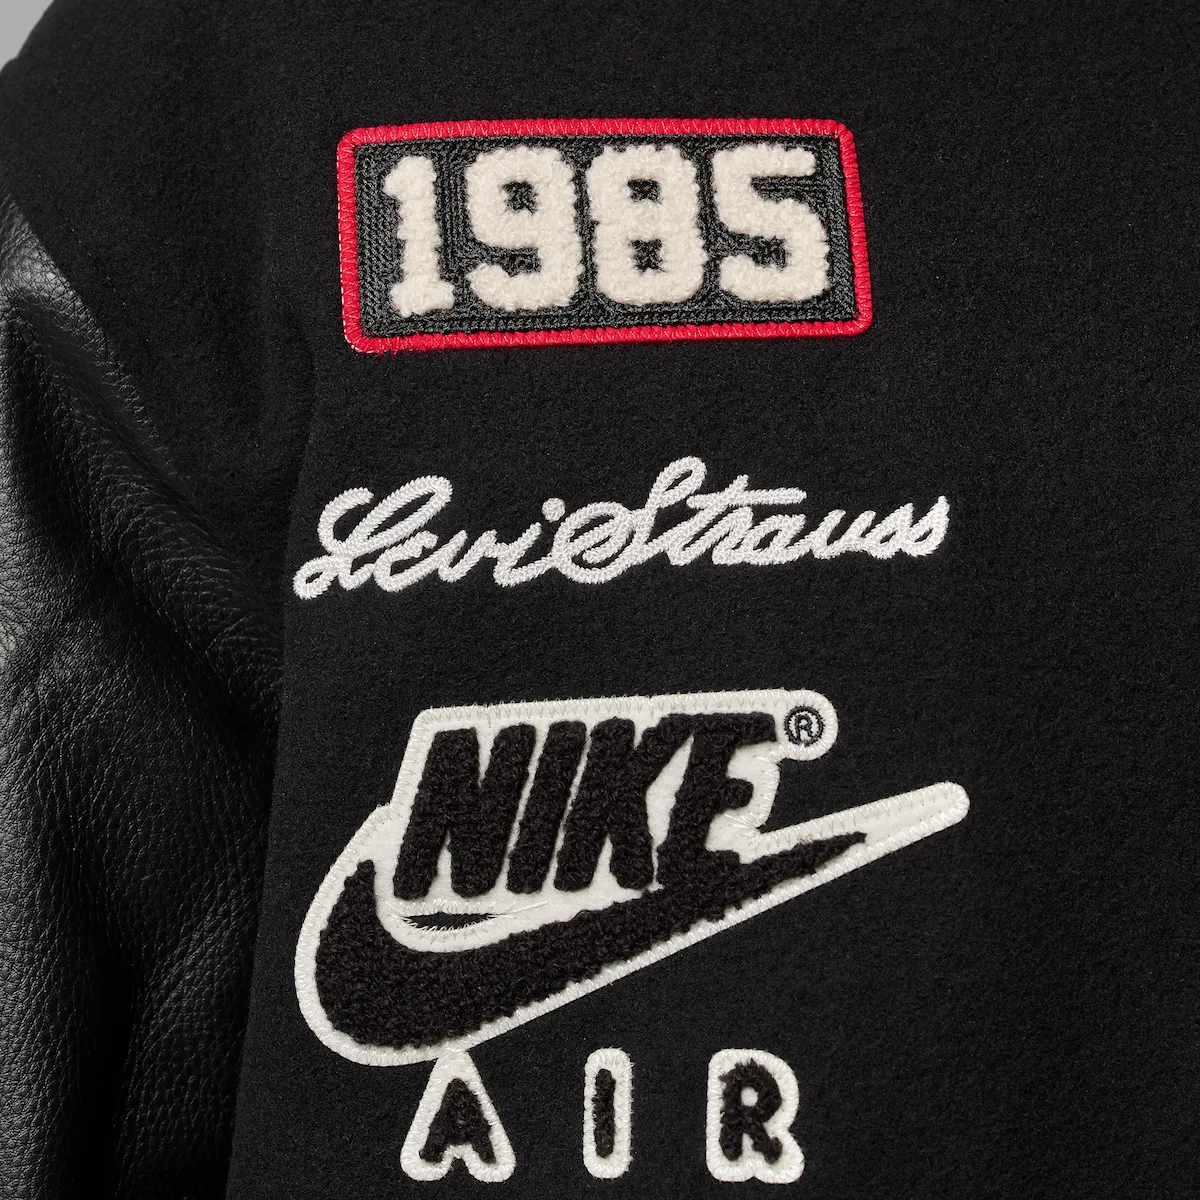 1985
Levi Strauss
NIKE®
AIR